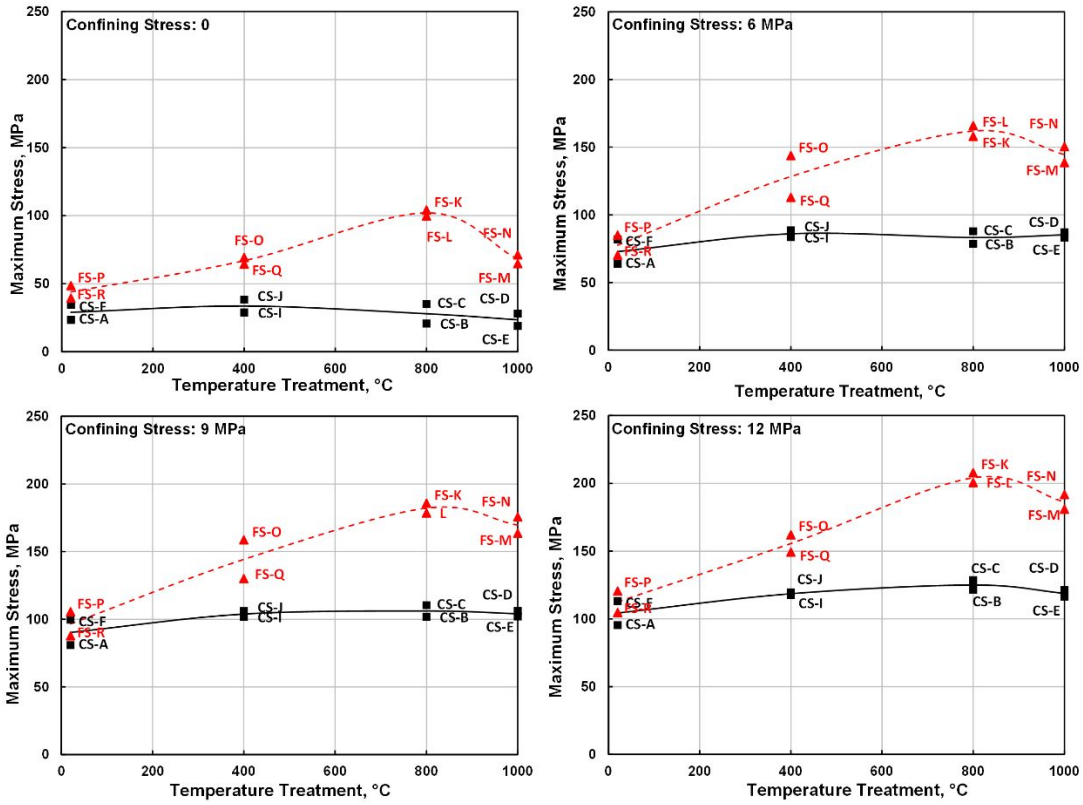 Confining Stress: 0
Maximum Stress, MPa
250
200
150
100
50
0
FS-P
FS-R
CS-F
CS-A
FS-O
FS-Q
CS-J
CS-I
FS-K
FS-L
CS-C
CS-B
FS-N
FS-M
CS-D
CS-E
0
200
400
600
800
1000
Temperature Treatment, °C
Confining Stress: 6 MPa
Maximum Stress, MPa
250
200
150
100
50
0
FS-P
CS-F
FS-R
CS-A
FS-O
FS-Q
CS-J
CS-I
FS-L
FS-K
CS-C
CS-B
FS-N
FS-M
CS-D
CS-E
0
200
400
600
800
1000
Temperature Treatment, °C
Confining Stress: 9 MPa
Maximum Stress, MPa
250
200
150
100
50
0
FS-P
CS-F
FS-R
CS-A
FS-O
FS-Q
CS-J
CS-I
FS-K
L
CS-C
CS-B
FS-N
FS-M
CS-D
CS-E
0
200
400
600
800
1000
Temperature Treatment, °C
Confining Stress: 12 MPa
Maximum Stress, MPa
250
200
150
100
50
0
FS-P
CS-F
FS-R
CS-A
FS-O
FS-Q
CS-J
CS-I
FS-K
FS-L
CS-C
CS-B
FS-N
FS-M
CS-D
CS-E
0
200
400
600
800
1000
Temperature Treatment, °C